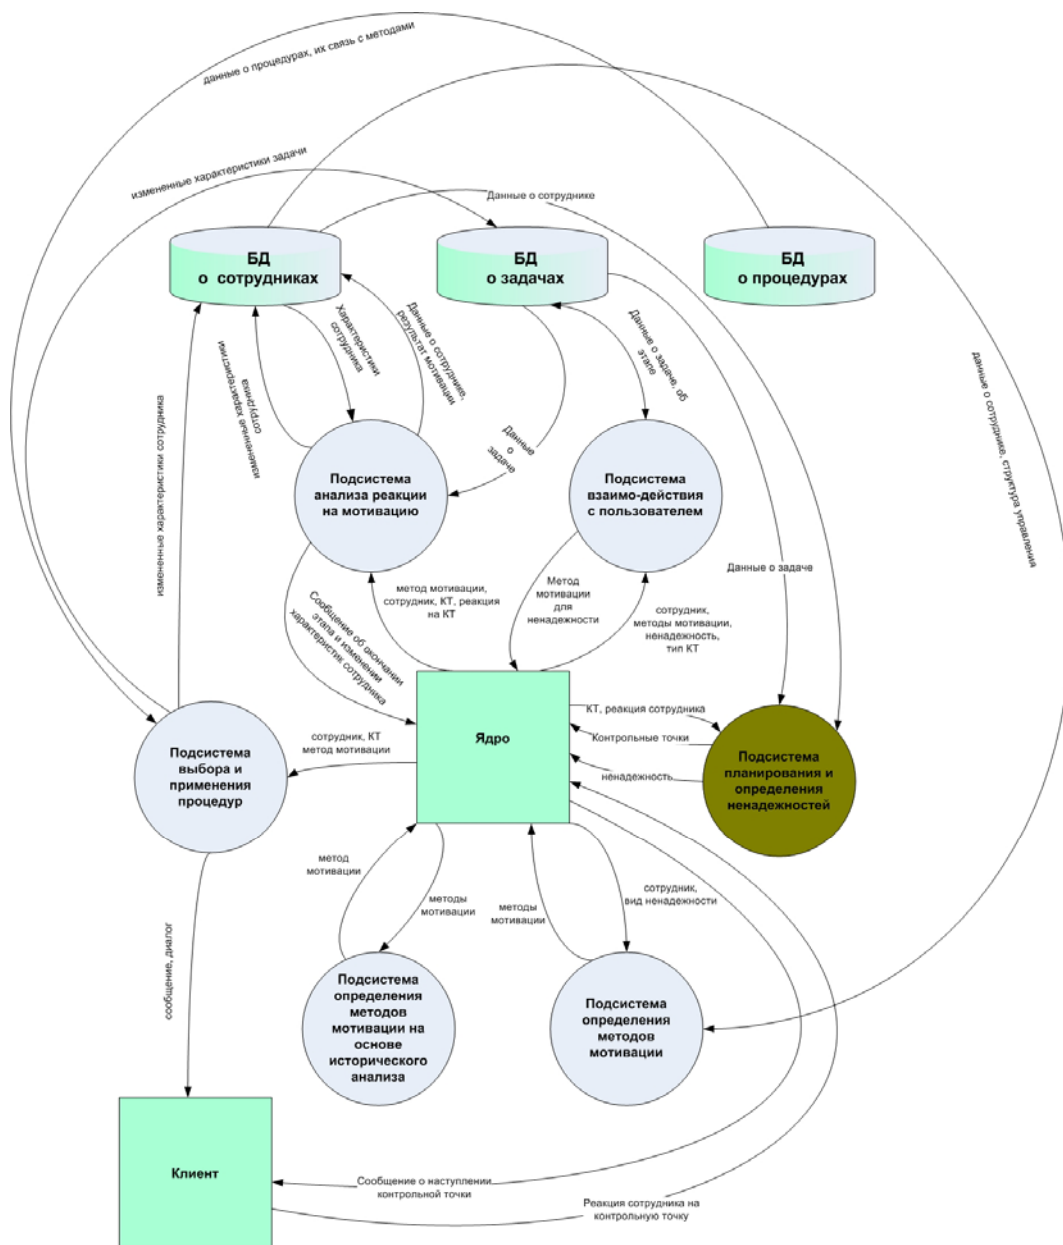 данные о процедурах, их связь с методами
измененные характеристики задачи
Данные о сотруднике
БД
о сотрудниках
БД
о задачах
БД
о процедурах
Характеристики
сотрудника
Данные о сотруднике,
результат мотивации
измененные характеристики
сотрудника
Данные о задаче, об
этапе
данные о сотруднике, структура управления
измененные характеристики сотрудника
Данные
о
задаче
Подсистема
анализа реакции
на мотивацию
Подсистема
взаимо-действия
с пользователем
Данные о задаче
метод мотивации,
сотрудник, КТ, реакция
на КТ
Метод
мотивации
для
ненадежности
сотрудник,
методы мотивации,
ненадежность,
тип КТ
Сообщение об окончании
этапа и изменении
характеристик сотрудника
Ядро
КТ, реакция сотрудника
Контрольные точки
ненадежность
Подсистема
планирования и
определения
ненадежностей
сотрудник, КТ
метод мотивации
Подсистема
выбора и
применения
процедур
метод
мотивации
методы
мотивации
методы
мотивации
сотрудник,
вид ненадежности
сообщение, диалог
Подсистема
определения
методов
мотивации на
основе
исторического
анализа
Подсистема
определения
методов
мотивации
Клиент
Сообщение о наступлении
контрольной точки
Реакция сотрудника на
контрольную точку